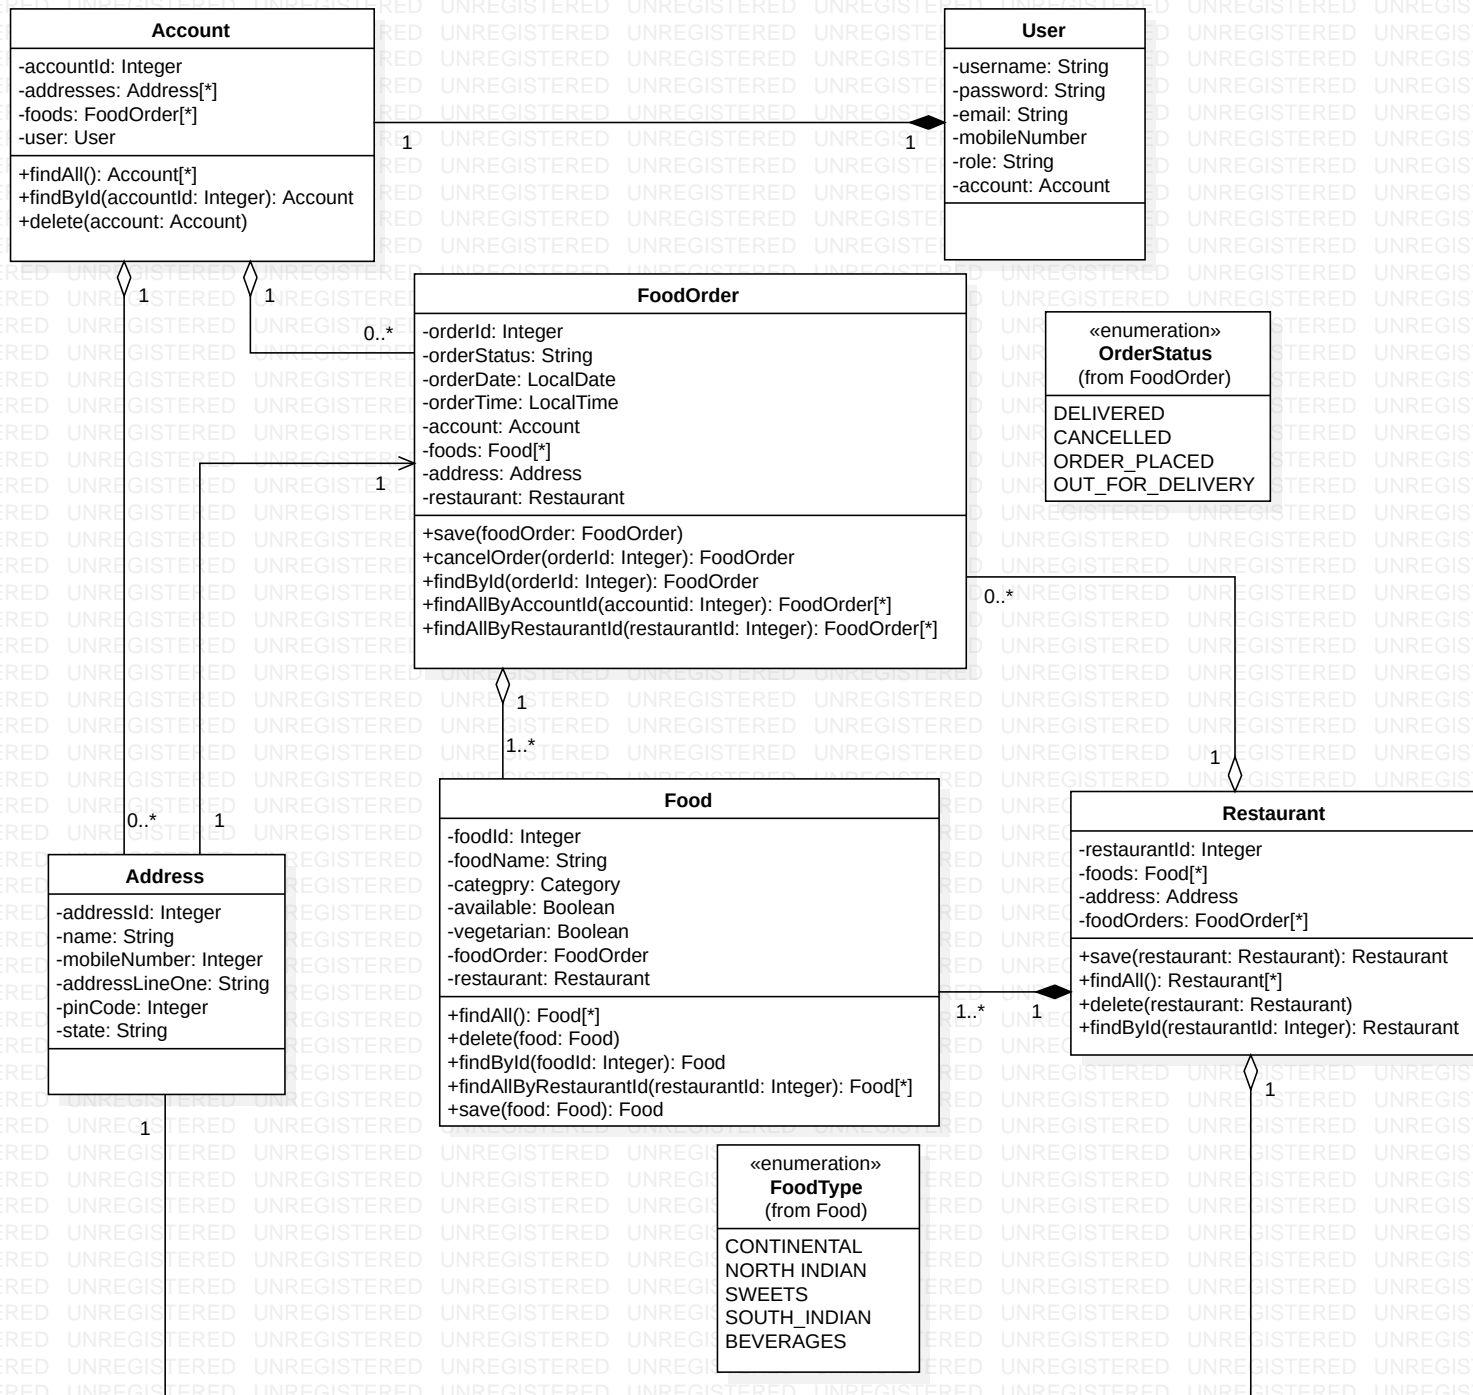 Account
-accountId: Integer
-addresses: Address[*]
-foods: FoodOrder[*]
-user: User
+findAll(): Account[*]
+findById(accountId: Integer): Account
+delete(account: Account)
User
-username: String
-password: String
-email: String
-mobileNumber
-role: String
-account: Account
1
1
1
1
0..*
FoodOrder
-orderId: Integer
-orderStatus: String
-orderDate: LocalDate
-orderTime: LocalTime
-account: Account
-foods: Food[*]
-address: Address
-restaurant: Restaurant
+save(foodOrder: FoodOrder)
+cancelOrder(orderId: Integer): FoodOrder
+findById(orderId: Integer): FoodOrder
+findAllByAccountId(accountid: Integer): FoodOrder[*]
+findAllByRestaurantId(restaurantId: Integer): FoodOrder[*]
«enumeration»
OrderStatus
(from FoodOrder)
DELIVERED
CANCELLED
ORDER_PLACED
OUT_FOR_DELIVERY
1
0..*
1
1..*
1
0..*
1
Address
-addressId: Integer
-name: String
-mobileNumber: Integer
-addressLineOne: String
-pinCode: Integer
-state: String
1
Food
-foodId: Integer
-foodName: String
-categpry: Category
-available: Boolean
-vegetarian: Boolean
-foodOrder: FoodOrder
-restaurant: Restaurant
+findAll(): Food[*]
+delete(food: Food)
+findById(foodId: Integer): Food
+findAllByRestaurantId(restaurantId: Integer): Food[*]
+save(food: Food): Food
1..*
1
Restaurant
-restaurantId: Integer
-foods: Food[*]
-address: Address
-foodOrders: FoodOrder[*]
+save(restaurant: Restaurant): Restaurant
+findAll(): Restaurant[*]
+delete(restaurant: Restaurant)
+findById(restaurantId: Integer): Restaurant
1
«enumeration»
FoodType
(from Food)
CONTINENTAL
NORTH INDIAN
SWEETS
SOUTH_INDIAN
BEVERAGES
UNREGISTERED